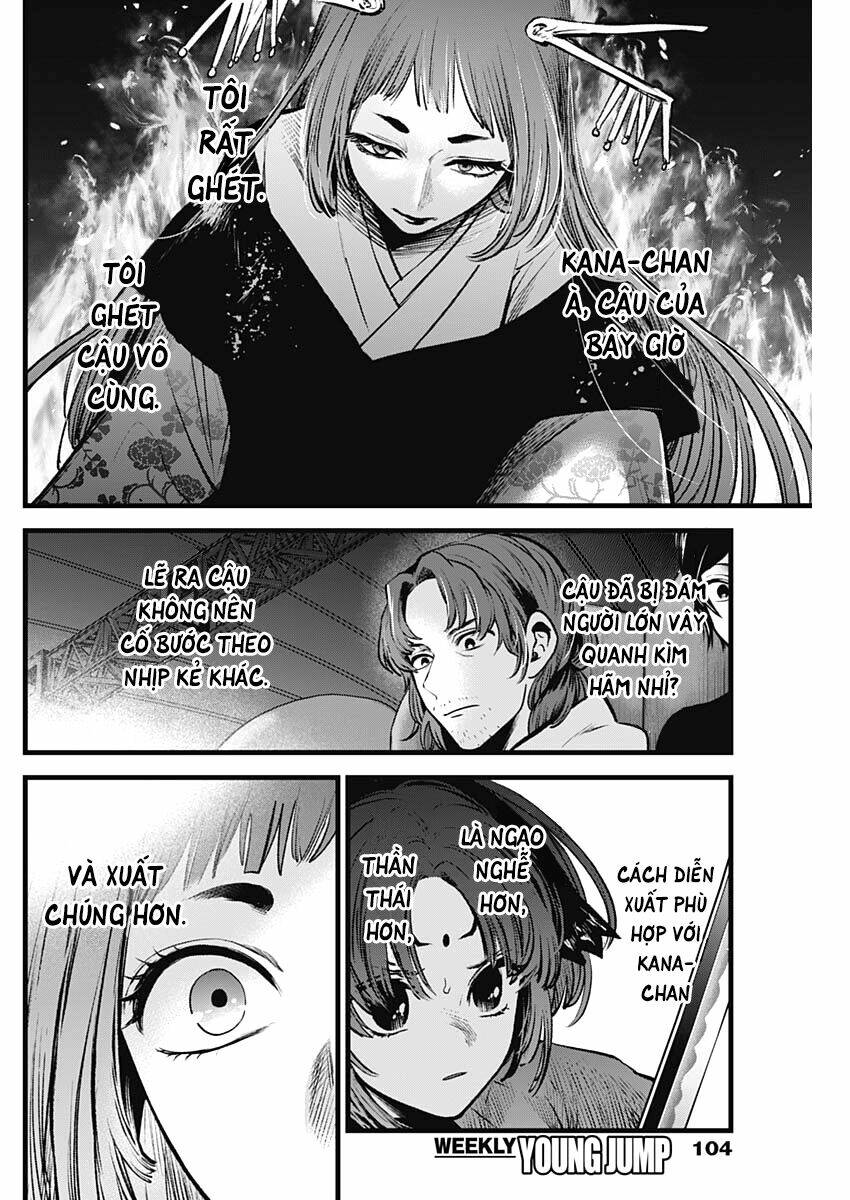 KANA-CHAN
À, CẬU CỦA
BÂY GIỜ
TÔI
RẤT
GHÉT.
TÔI
GHÉT
CẬU VÔ
CÙNG.
CẬU ĐÃ BỊ ĐÁM
NGƯỜI LỚN VÂY
QUANH KÌM
HÃM NHỈ?
LẼ RA CẬU
KHÔNG NÊN
CỐ BƯỚC THEO
NHỊP KẺ KHÁC.
CÁCH DIỄN
XUẤT PHÙ
HỢP VỚI
KANA-
CHAN
LÀ NGẠO
NGHỄ
HƠN,
THẦN
THÁI
HƠN,
VÀ XUẤT
CHÚNG HƠN.
WEEKLY YOUNG JUMP 104